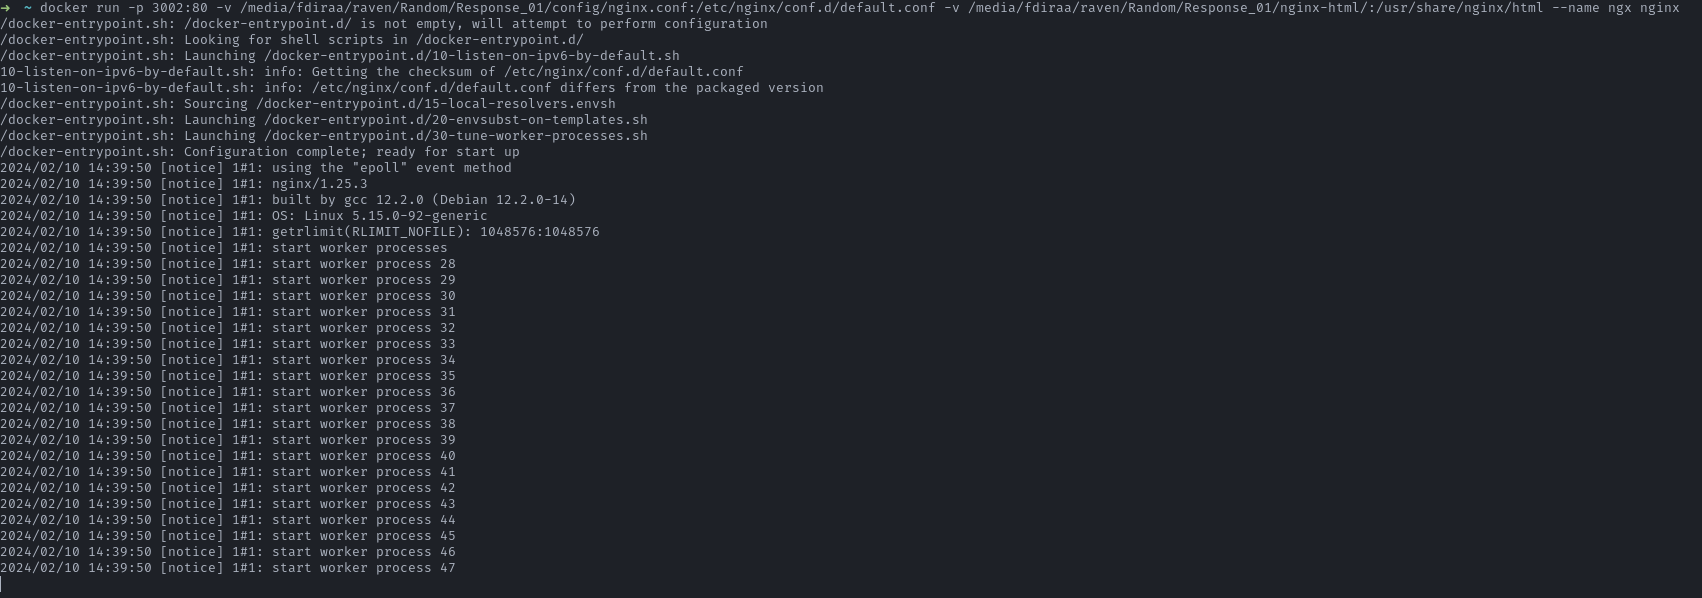 ➜ ~ docker run -p 3002:80 -v /media/fdiraa/raven/Random/Response_01/config/nginx.conf:/etc/nginx/conf.d/default.conf -v /media/fdiraa/raven/Random/Response_01/nginx-html/:/usr/share/nginx/html --name ngx nginx
/docker-entrypoint.sh: /docker-entrypoint.d/ is not empty, will attempt to perform configuration
/docker-entrypoint.sh: Looking for shell scripts in /docker-entrypoint.d/
/docker-entrypoint.sh: Launching /docker-entrypoint.d/10-listen-on-ipv6-by-default.sh
10-listen-on-ipv6-by-default.sh: info: Getting the checksum of /etc/nginx/conf.d/default.conf
10-listen-on-ipv6-by-default.sh: info: /etc/nginx/conf.d/default.conf differs from the packaged version
/docker-entrypoint.sh: Sourcing /docker-entrypoint.d/15-local-resolvers.envsh
/docker-entrypoint.sh: Launching /docker-entrypoint.d/20-envsubst-on-templates.sh
/docker-entrypoint.sh: Launching /docker-entrypoint.d/30-tune-worker-processes.sh
/docker-entrypoint.sh: Configuration complete; ready for start up
2024/02/10 14:39:50 [notice] 1#1: using the "epoll" event method
2024/02/10 14:39:50 [notice] 1#1: nginx/1.25.3
2024/02/10 14:39:50 [notice] 1#1: built by gcc 12.2.0 (Debian 12.2.0-14)
2024/02/10 14:39:50 [notice] 1#1: OS: Linux 5.15.0-92-generic
2024/02/10 14:39:50 [notice] 1#1: getrlimit(RLIMIT_NOFILE): 1048576:1048576
2024/02/10 14:39:50 [notice] 1#1: start worker processes
2024/02/10 14:39:50 [notice] 1#1: start worker process 28
2024/02/10 14:39:50 [notice] 1#1: start worker process 29
2024/02/10 14:39:50 [notice] 1#1: start worker process 30
2024/02/10 14:39:50 [notice] 1#1: start worker process 31
2024/02/10 14:39:50 [notice] 1#1: start worker process 32
2024/02/10 14:39:50 [notice] 1#1: start worker process 33
2024/02/10 14:39:50 [notice] 1#1: start worker process 34
2024/02/10 14:39:50 [notice] 1#1: start worker process 35
2024/02/10 14:39:50 [notice] 1#1: start worker process 36
2024/02/10 14:39:50 [notice] 1#1: start worker process 37
2024/02/10 14:39:50 [notice] 1#1: start worker process 38
2024/02/10 14:39:50 [notice] 1#1: start worker process 39
2024/02/10 14:39:50 [notice] 1#1: start worker process 40
2024/02/10 14:39:50 [notice] 1#1: start worker process 41
2024/02/10 14:39:50 [notice] 1#1: start worker process 42
2024/02/10 14:39:50 [notice] 1#1: start worker process 43
2024/02/10 14:39:50 [notice] 1#1: start worker process 44
2024/02/10 14:39:50 [notice] 1#1: start worker process 45
2024/02/10 14:39:50 [notice] 1#1: start worker process 46
2024/02/10 14:39:50 [notice] 1#1: start worker process 47